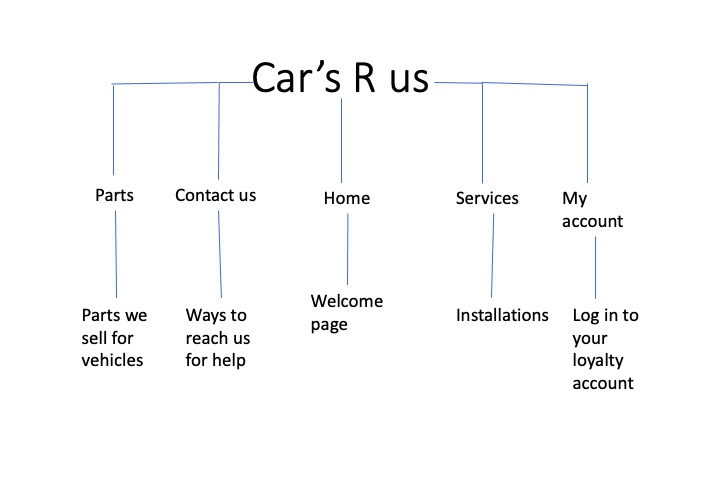 Car’s R us
Parts
Contact us
Home
Services
My
account
Parts we
sell for
vehicles
Ways to
reach us
for help
Welcome
page
Installations
Log in to
your
loyalty
account